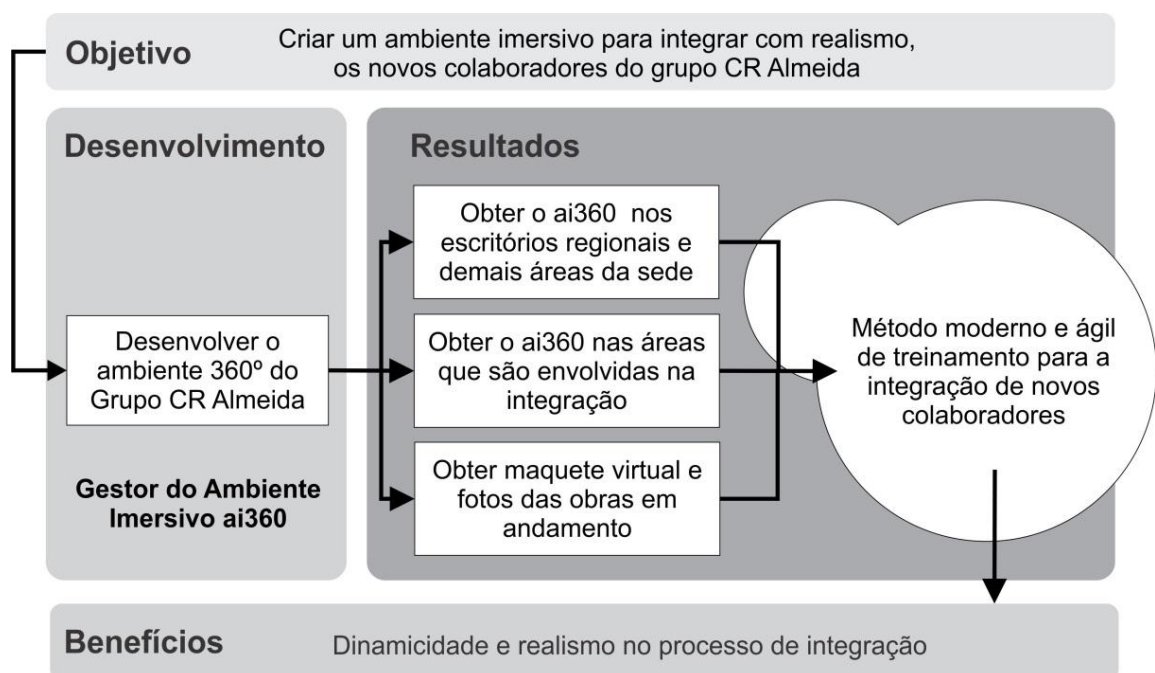 Objetivo
Criar um ambiente imersivo para integrar com realismo,
os novos colaboradores do grupo CR Almeida
Desenvolvimento
Desenvolver o
ambiente 360º do
Grupo CR Almeida
Gestor do Ambiente
Imersivo ai360
Resultados
Obter o ai360 nos
escritórios regionais e
demais áreas da sede
Obter o ai360 nas áreas
que são envolvidas na
integração
Obter maquete virtual e
fotos das obras em
andamento
Método moderno e ágil
de treinamento para a
integração de novos
colaboradores
Benefícios
Dinamicidade e realismo no processo de integração